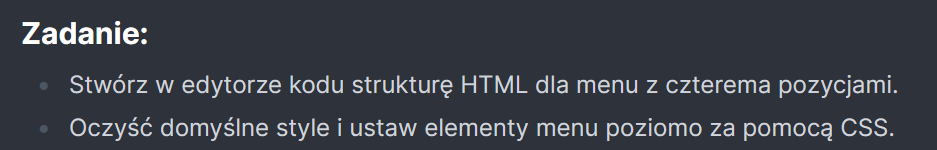 Zadanie:
Stwórz w edytorze kodu strukturę HTML dla menu z czterema pozycjami.
Oczyść domyślne style i ustaw elementy menu poziomo za pomocą CSS.